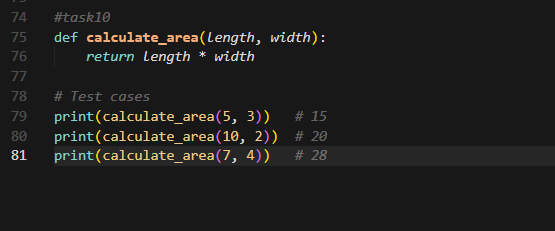 74 #task10
75 def calculate_area(length, width):
76     return length * width
77
78 # Test cases
79 print(calculate_area(5, 3))   # 15
80 print(calculate_area(10, 2))  # 20
81 print(calculate_area(7, 4))   # 28